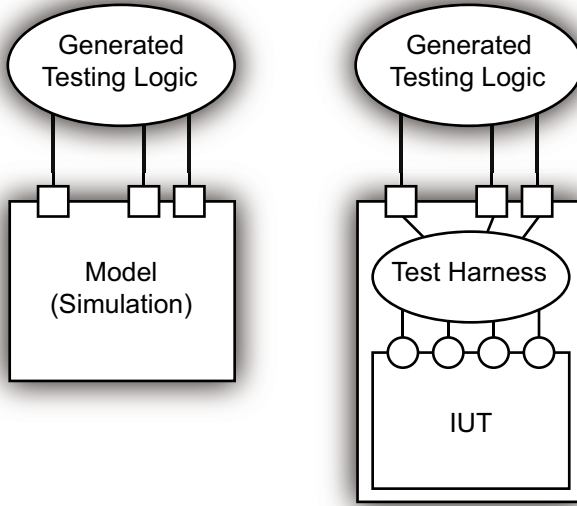 Generated
Testing Logic
Model
(Simulation)
Generated
Testing Logic
Test Harness
IUT